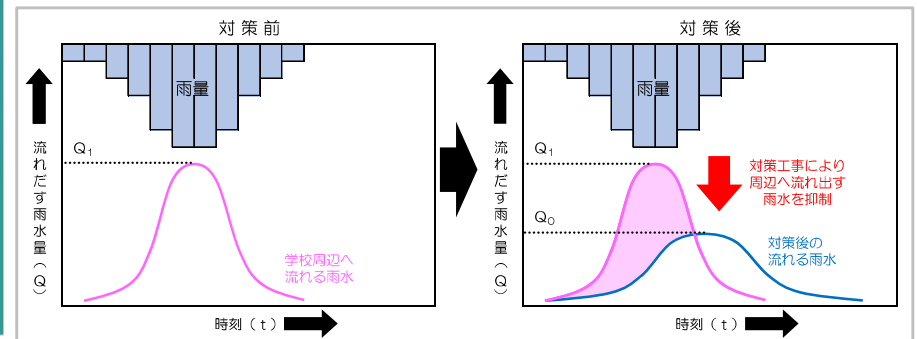 対策前
雨量
Q1
流れだす雨水量（Q）
学校周辺へ
流れる雨水
時刻（t）
対策後
雨量
Q1
対策工事により
周辺へ流れ出す
雨水を抑制
Q0
流れだす雨水量（Q）
対策後の
流れる雨水
時刻（t）